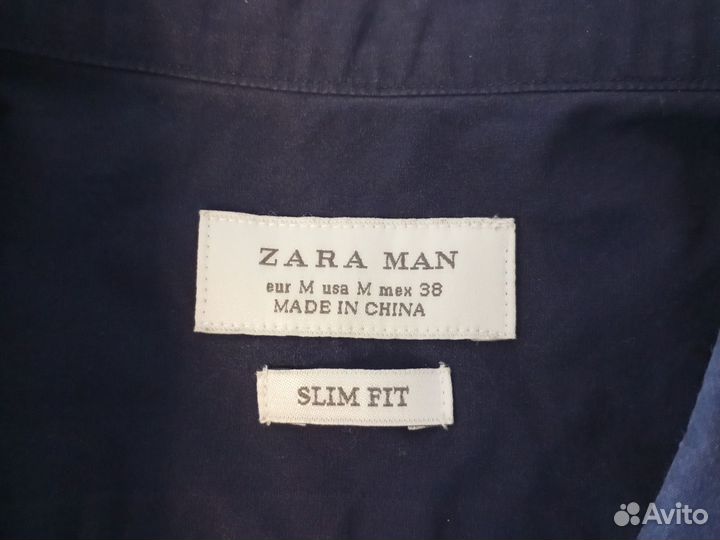 ZARA MAN
eur M usa M mex 38
MADE IN CHINA
SLIM FIT
Avito